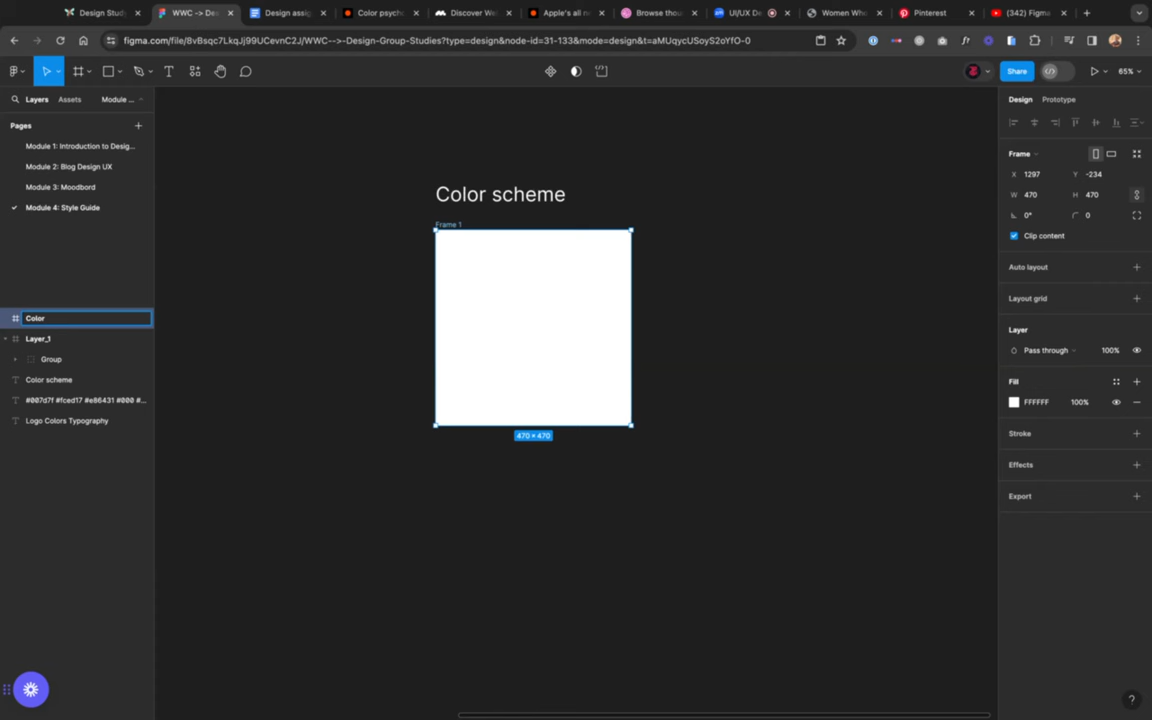 Design Stud
WWC -> Des
Design assig
Color psych
Discover We
Apple's all n
Browse thou
UI/UX De
Women Who
Pinterest
(342) Figma
figma.com/file/8vBsqc7LkqJj99UCevnC2J/WWC-->-Design-Group-Studies?type=design&node-id=31-133&mode=design&t=aMUqycUSoyS2oYfO-0
Share
65%
Layers
Assets
Module ...
Pages
Module 1: Introduction to Desig...
Module 2: Blog Design UX
Module 3: Moodbord
Module 4: Style Guide
Color
Layer_1
Group
Color scheme
#007d7f #fced17 #e86431 #000 #...
Logo Colors Typography
Color scheme
Frame 1
470 × 470
Design
Prototype
Frame
X 1297
Y -234
W 470
H 470
0°
0
Clip content
Auto layout
Layout grid
Layer
Pass through
100%
Fill
FFFFFF
100%
Stroke
Effects
Export
?